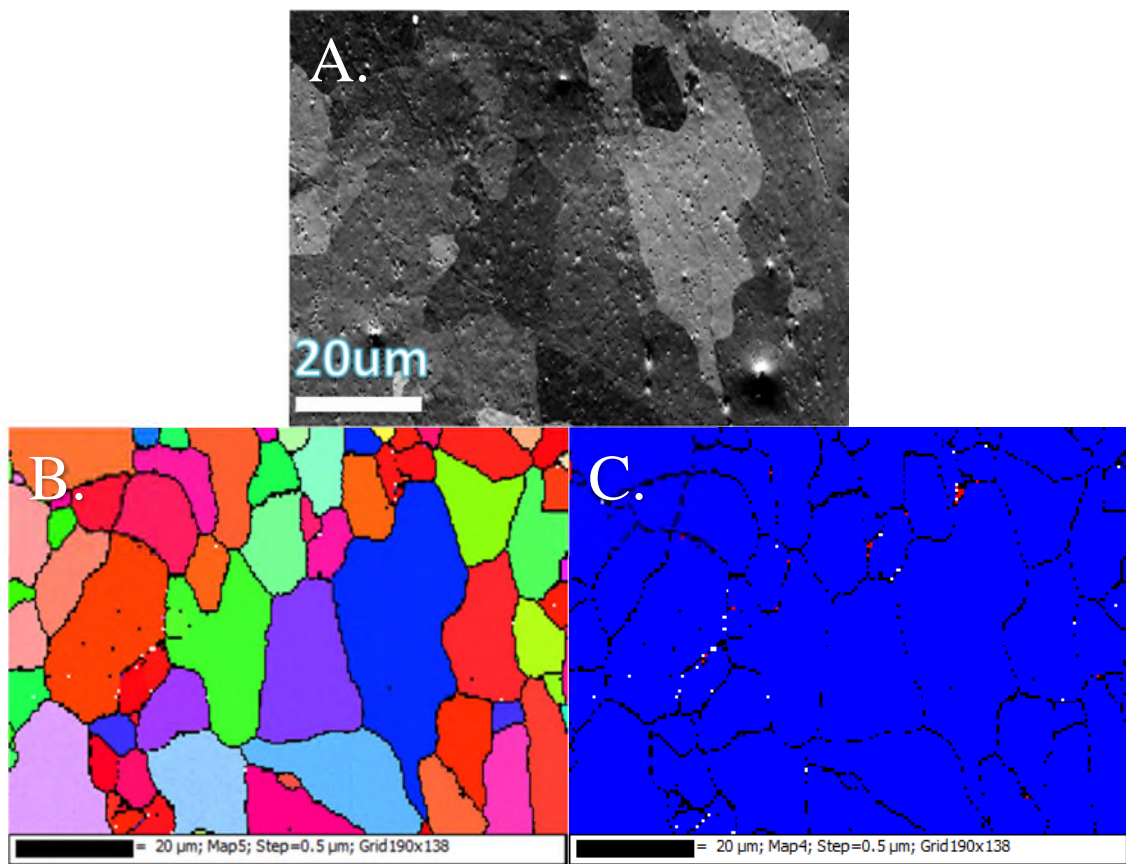 A.
20um
B.
C.
= 20 µm; Map5; Step=0.5 µm; Grid190x138
= 20 µm; Map4; Step=0.5 µm; Grid190x138